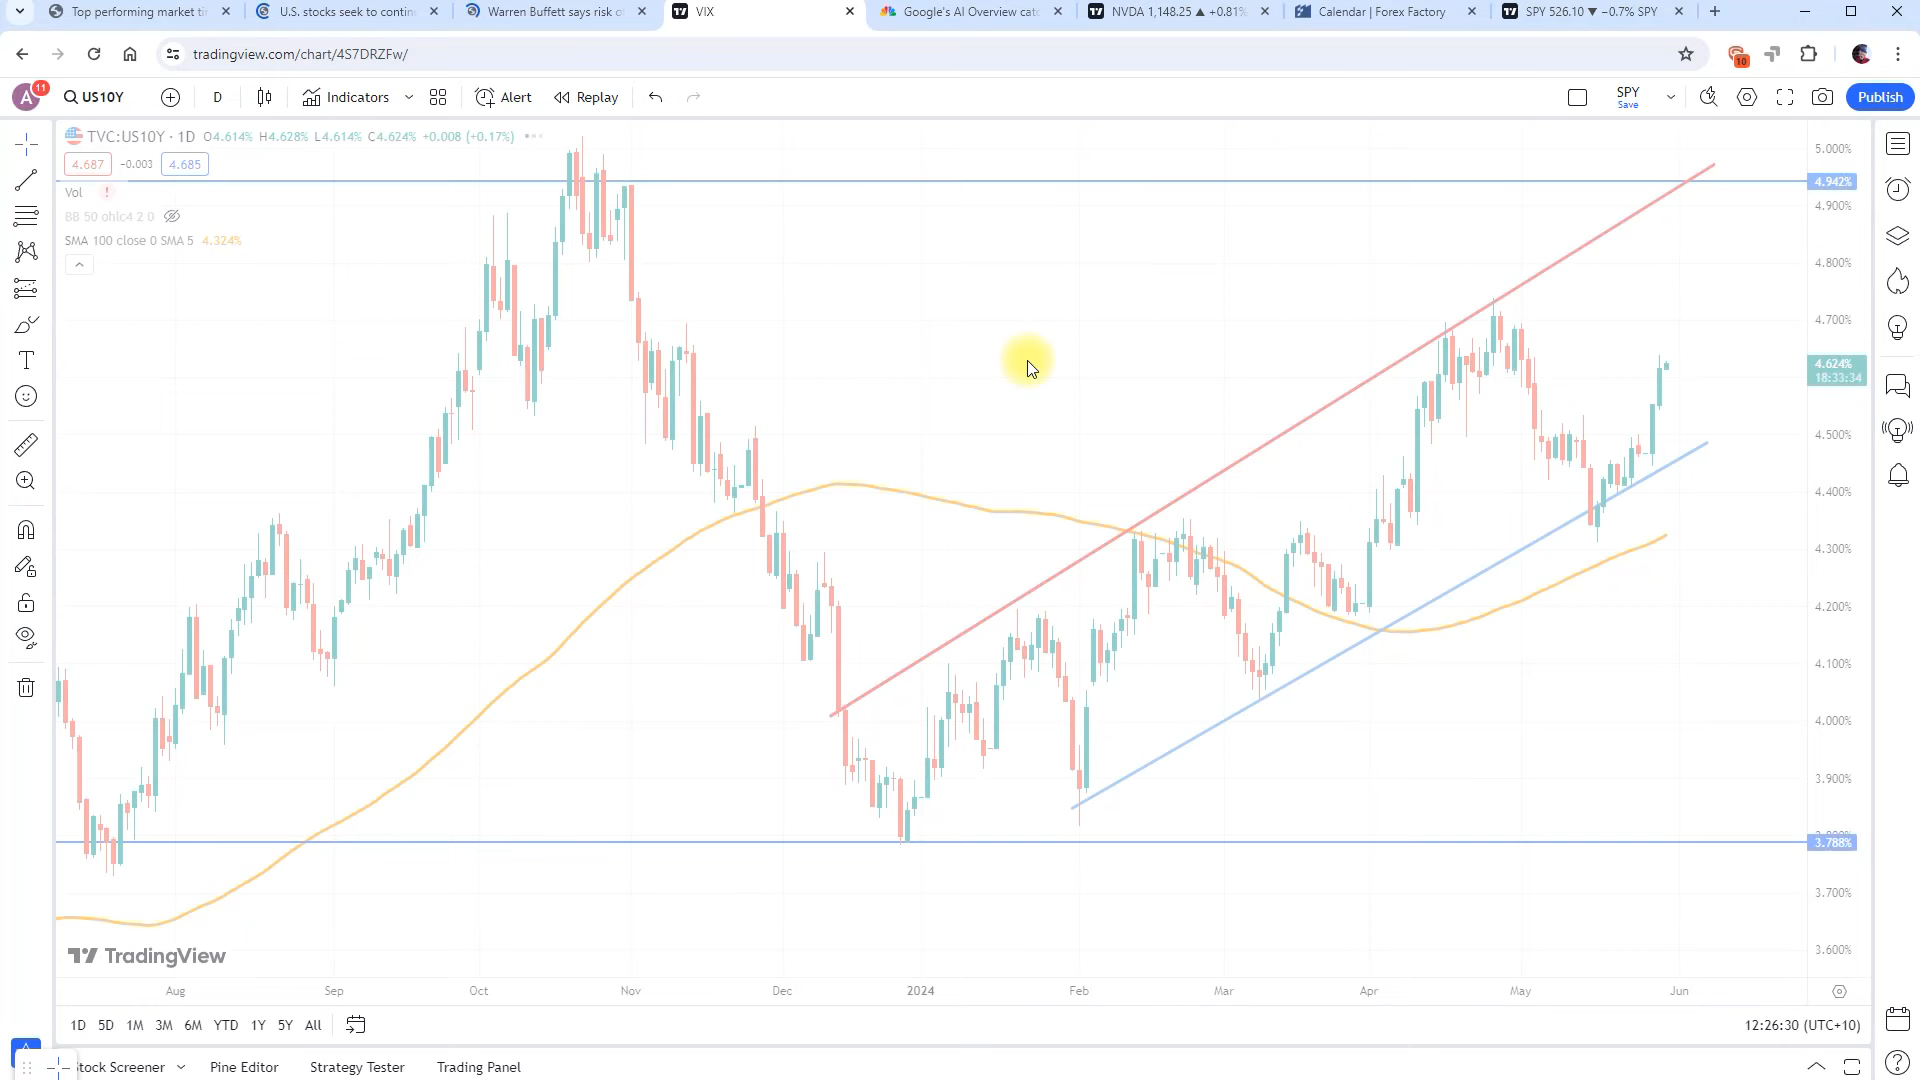 Top performing market ti
U.S. stocks seek to contin
Warren Buffett says risk o
VIX
Google's AI Overview cat
NVDA 1,148.25 ▲ +0.81%
Calendar | Forex Factory
SPY 526.10 ▼ −0.7% SPY
tradingview.com/chart/4S7DRZFw/
10
A 11 US10Y D Indicators Alert Replay SPY Save Publish
TVC:US10Y · 1D O4.614% H4.628% L4.614% C4.624% +0.008 (+0.17%)
4.687 -0.003 4.685
Vol !
BB 50 ohlc4 2 0
SMA 100 close 0 SMA 5 4.324%
5.000%
4.942%
4.900%
4.800%
4.700%
4.624%
18:33:34
4.500%
4.400%
4.300%
4.200%
4.100%
4.000%
3.900%
3.788%
3.700%
3.600%
TradingView
Aug Sep Oct Nov Dec 2024 Feb Mar Apr May Jun
1D 5D 1M 3M 6M YTD 1Y 5Y All 12:26:30 (UTC+10)
Stock Screener Pine Editor Strategy Tester Trading Panel